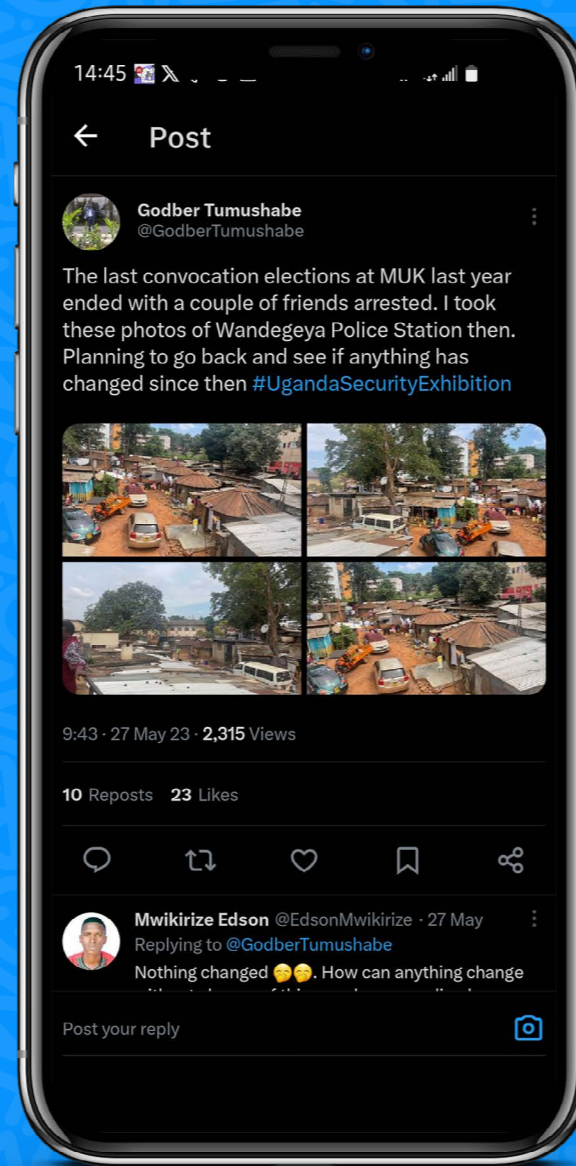 14:45
Post
Godber Tumushabe
@GodberTumushabe
The last convocation elections at MUK last year
ended with a couple of friends arrested. I took
these photos of Wandegeya Police Station then.
Planning to go back and see if anything has
changed since then #UgandaSecurityExhibition
9:43 · 27 May 23 · 2,315 Views
10 Reposts 23 Likes
Mwikirize Edson @EdsonMwikirize · 27 May
Replying to @GodberTumushabe
Nothing changed 🥱🥱. How can anything change
Post your reply